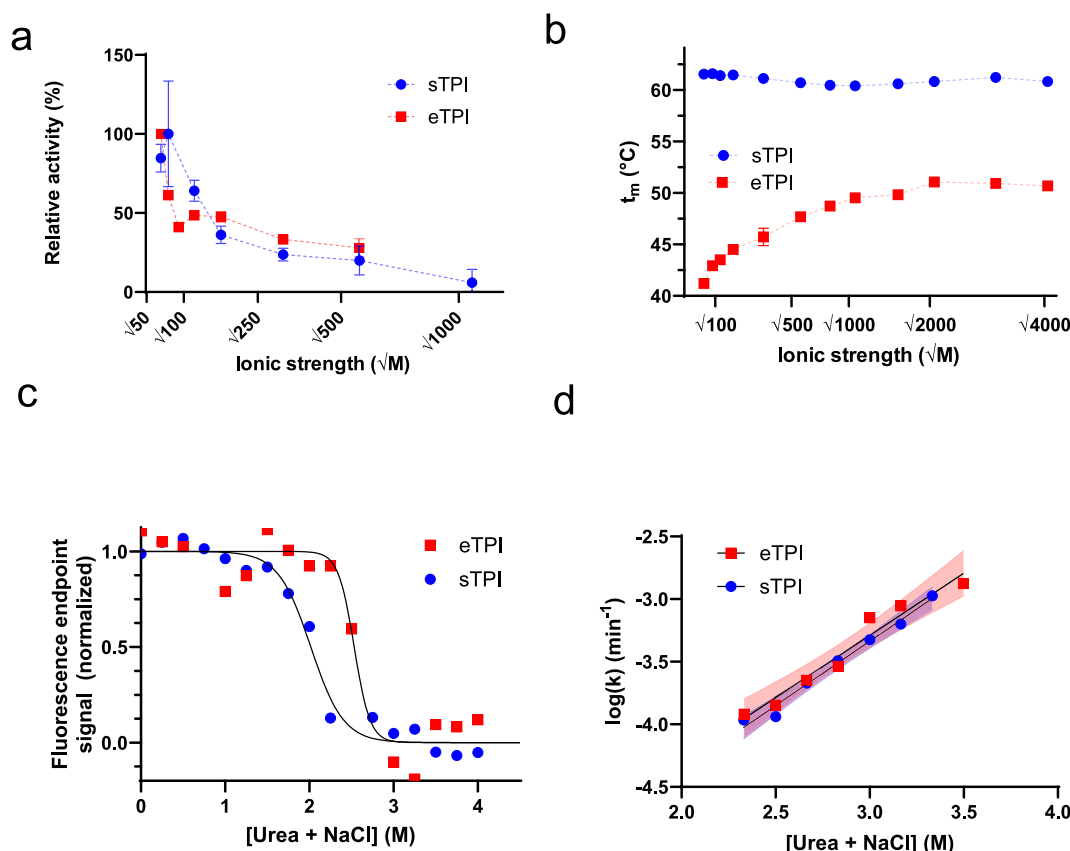 a
150
100
50
0
Relative activity (%)
sTPI
eTPI
√50
√100
√250
√500
√1000
Ionic strength (√M)
b
60
55
50
45
40
tm (°C)
sTPI
eTPI
√100
√500
√1000
√2000
√4000
Ionic strength (√M)
c
1.0
0.5
0.0
Fluorescence endpoint
signal (normalized)
eTPI
sTPI
0
1
2
3
4
[Urea + NaCl] (M)
d
-2.5
-3.0
-3.5
-4.0
-4.5
log(k) (min⁻¹)
eTPI
sTPI
2.0
2.5
3.0
3.5
4.0
[Urea + NaCl] (M)